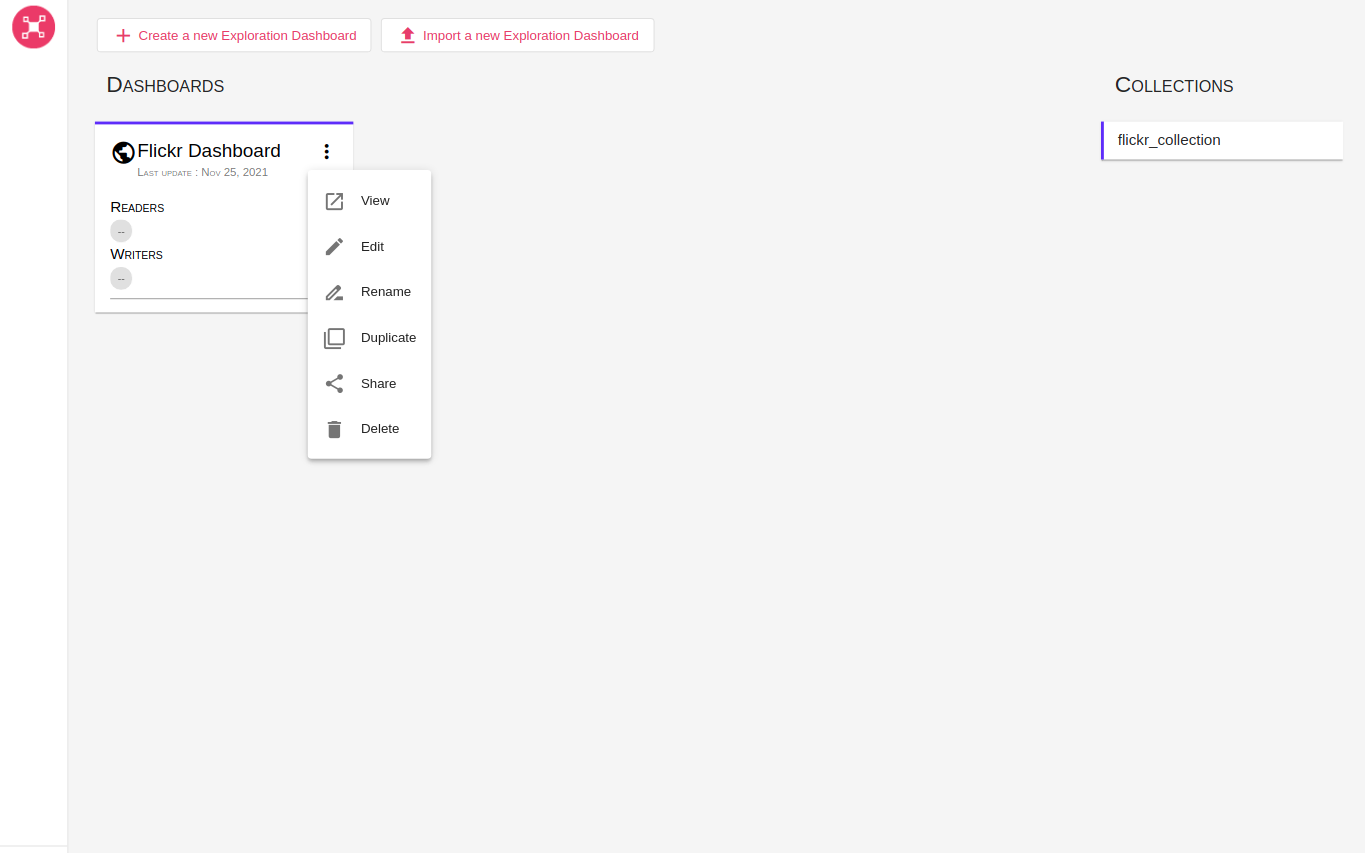 Create a new Exploration Dashboard
Import a new Exploration Dashboard
Dashboards
Collections
Flickr Dashboard
Last update : Nov 25, 2021
Readers
--
Writers
--
View
Edit
Rename
Duplicate
Share
Delete
flickr_collection